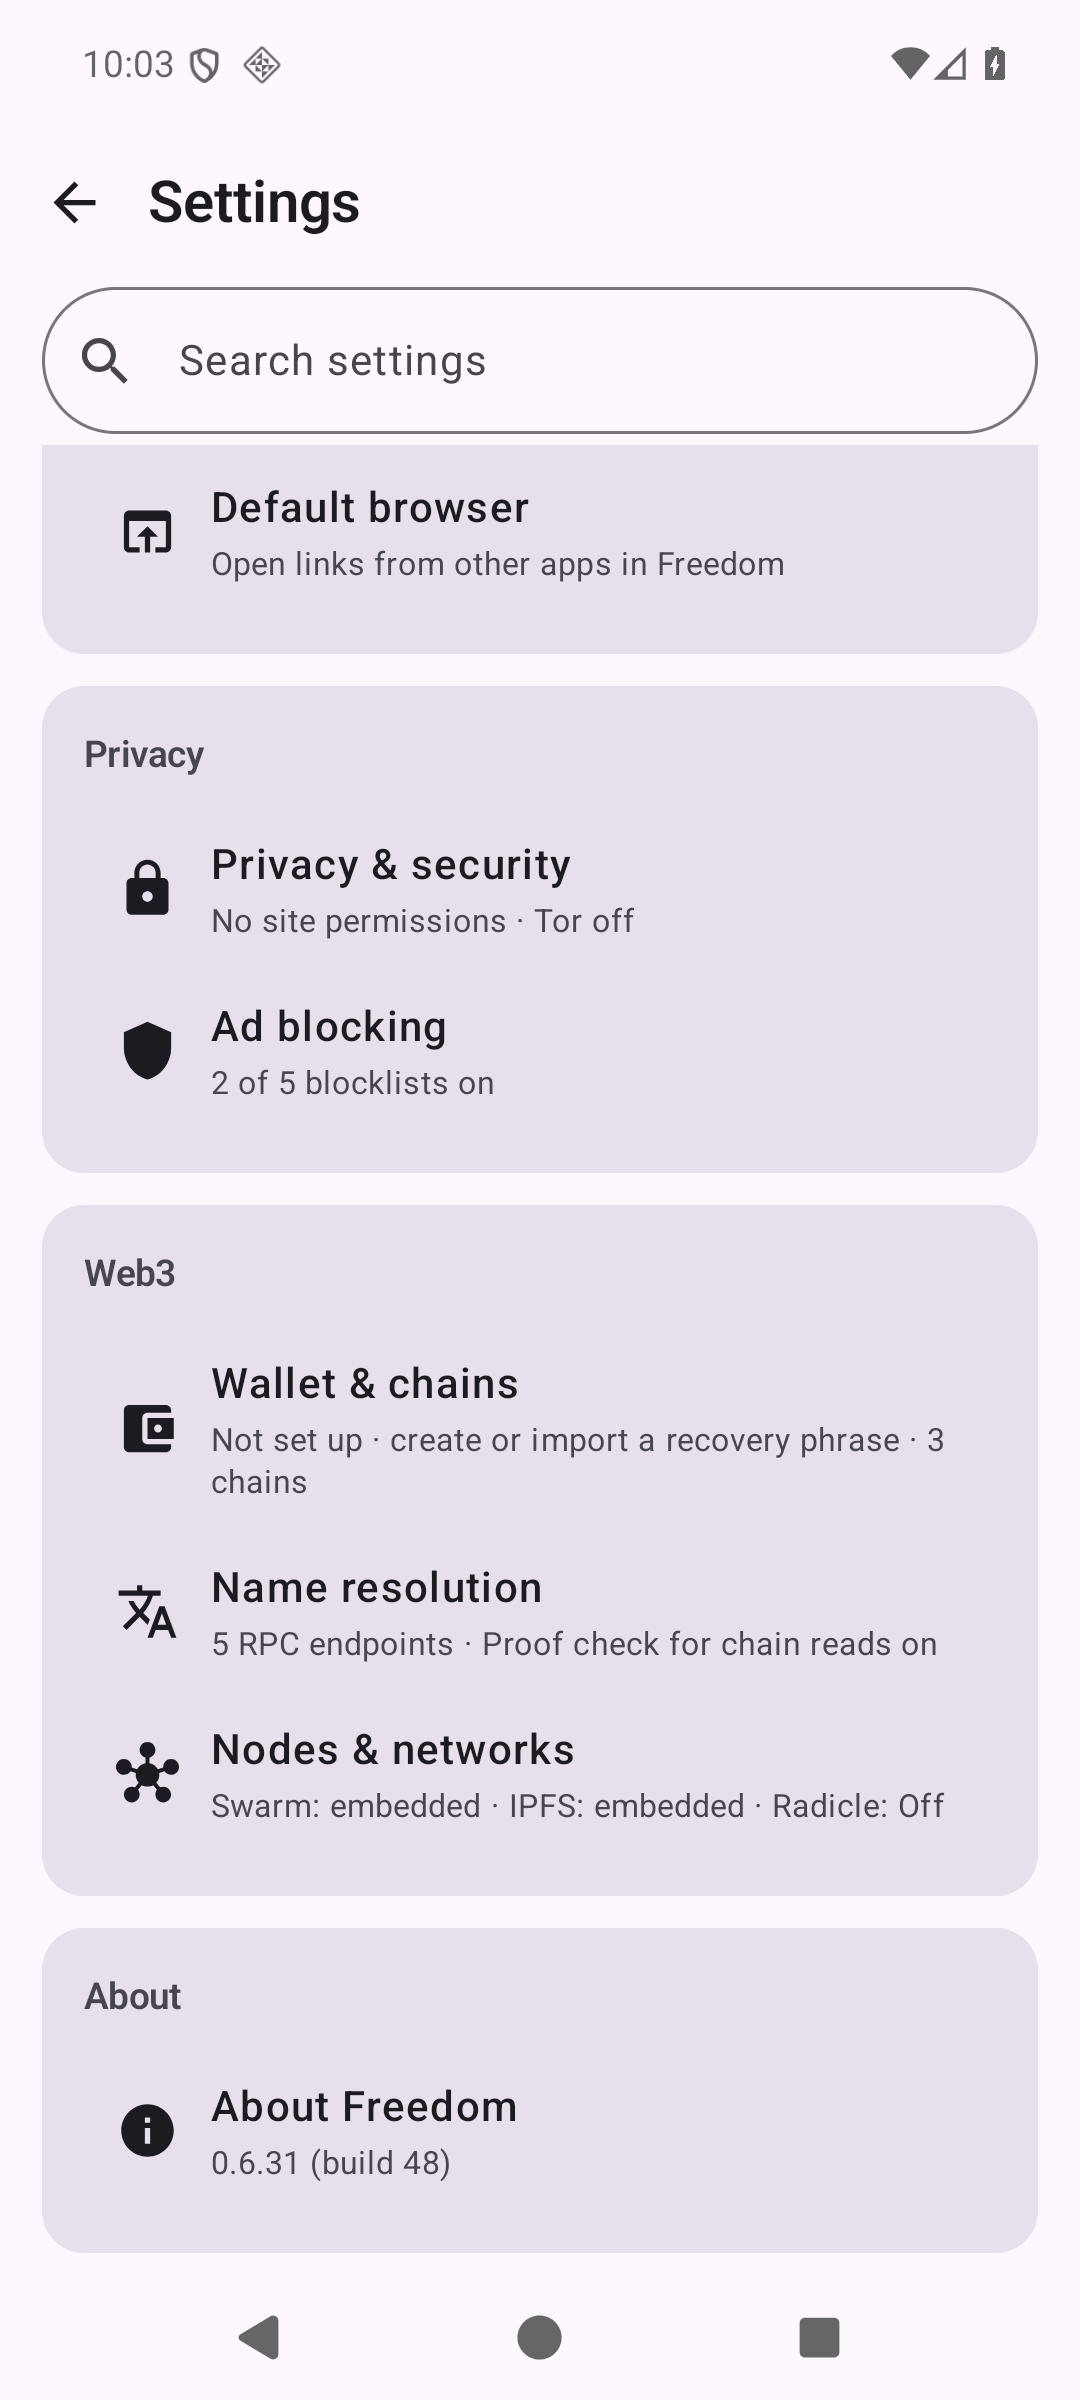 10:03
Settings
Search settings
Default browser
Open links from other apps in Freedom
Privacy
Privacy & security
No site permissions · Tor off
Ad blocking
2 of 5 blocklists on
Web3
Wallet & chains
Not set up · create or import a recovery phrase · 3
chains
Name resolution
5 RPC endpoints · Proof check for chain reads on
Nodes & networks
Swarm: embedded · IPFS: embedded · Radicle: Off
About
About Freedom
0.6.31 (build 48)